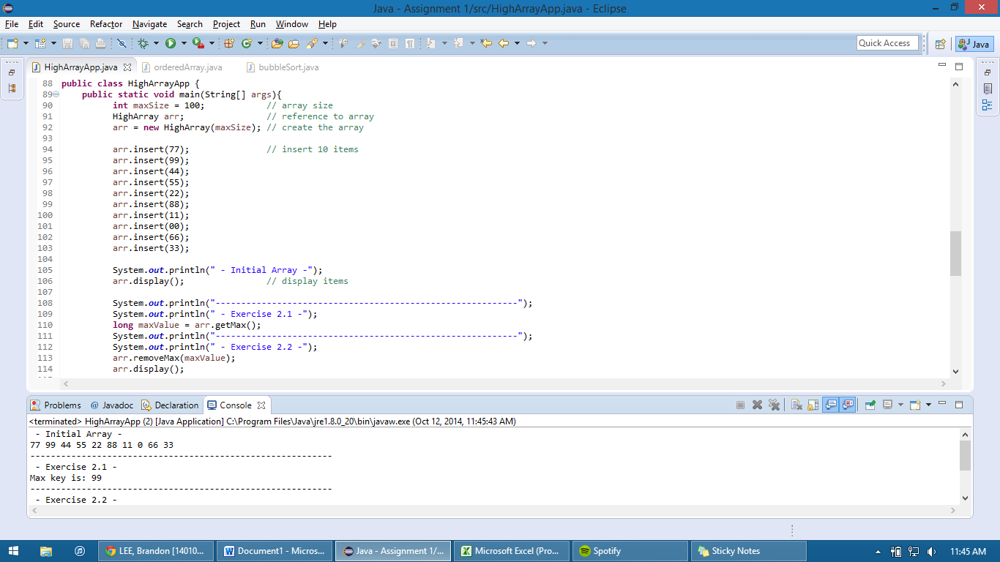 Java - Assignment 1/src/HighArrayApp.java - Eclipse
File Edit Source Refactor Navigate Search Project Run Window Help
Quick Access
Java
HighArrayApp.java orderedArray.java bubbleSort.java
88 public class HighArrayApp {
89 public static void main(String[] args){
90 int maxSize = 100; // array size
91 HighArray arr; // reference to array
92 arr = new HighArray(maxSize); // create the array
93
94 arr.insert(77); // insert 10 items
95 arr.insert(99);
96 arr.insert(44);
97 arr.insert(55);
98 arr.insert(22);
99 arr.insert(88);
100 arr.insert(11);
101 arr.insert(00);
102 arr.insert(66);
103 arr.insert(33);
104
105 System.out.println(" - Initial Array -");
106 arr.display(); // display items
107
108 System.out.println("-----------------------------------------------------------");
109 System.out.println(" - Exercise 2.1 -");
110 long maxValue = arr.getMax();
111 System.out.println("-----------------------------------------------------------");
112 System.out.println(" - Exercise 2.2 -");
113 arr.removeMax(maxValue);
114 arr.display();
Problems @ Javadoc Declaration Console
<terminated> HighArrayApp (2) [Java Application] C:\Program Files\Java\jre1.8.0_20\bin\javaw.exe (Oct 12, 2014, 11:45:43 AM)
- Initial Array -
77 99 44 55 22 88 11 0 66 33
-----------------------------------------------------------
- Exercise 2.1 -
Max key is: 99
-----------------------------------------------------------
- Exercise 2.2 -
LEE, Brandon [14010... Document1 - Micros... Java - Assignment 1/... Microsoft Excel (Pro... Spotify Sticky Notes 11:45 AM